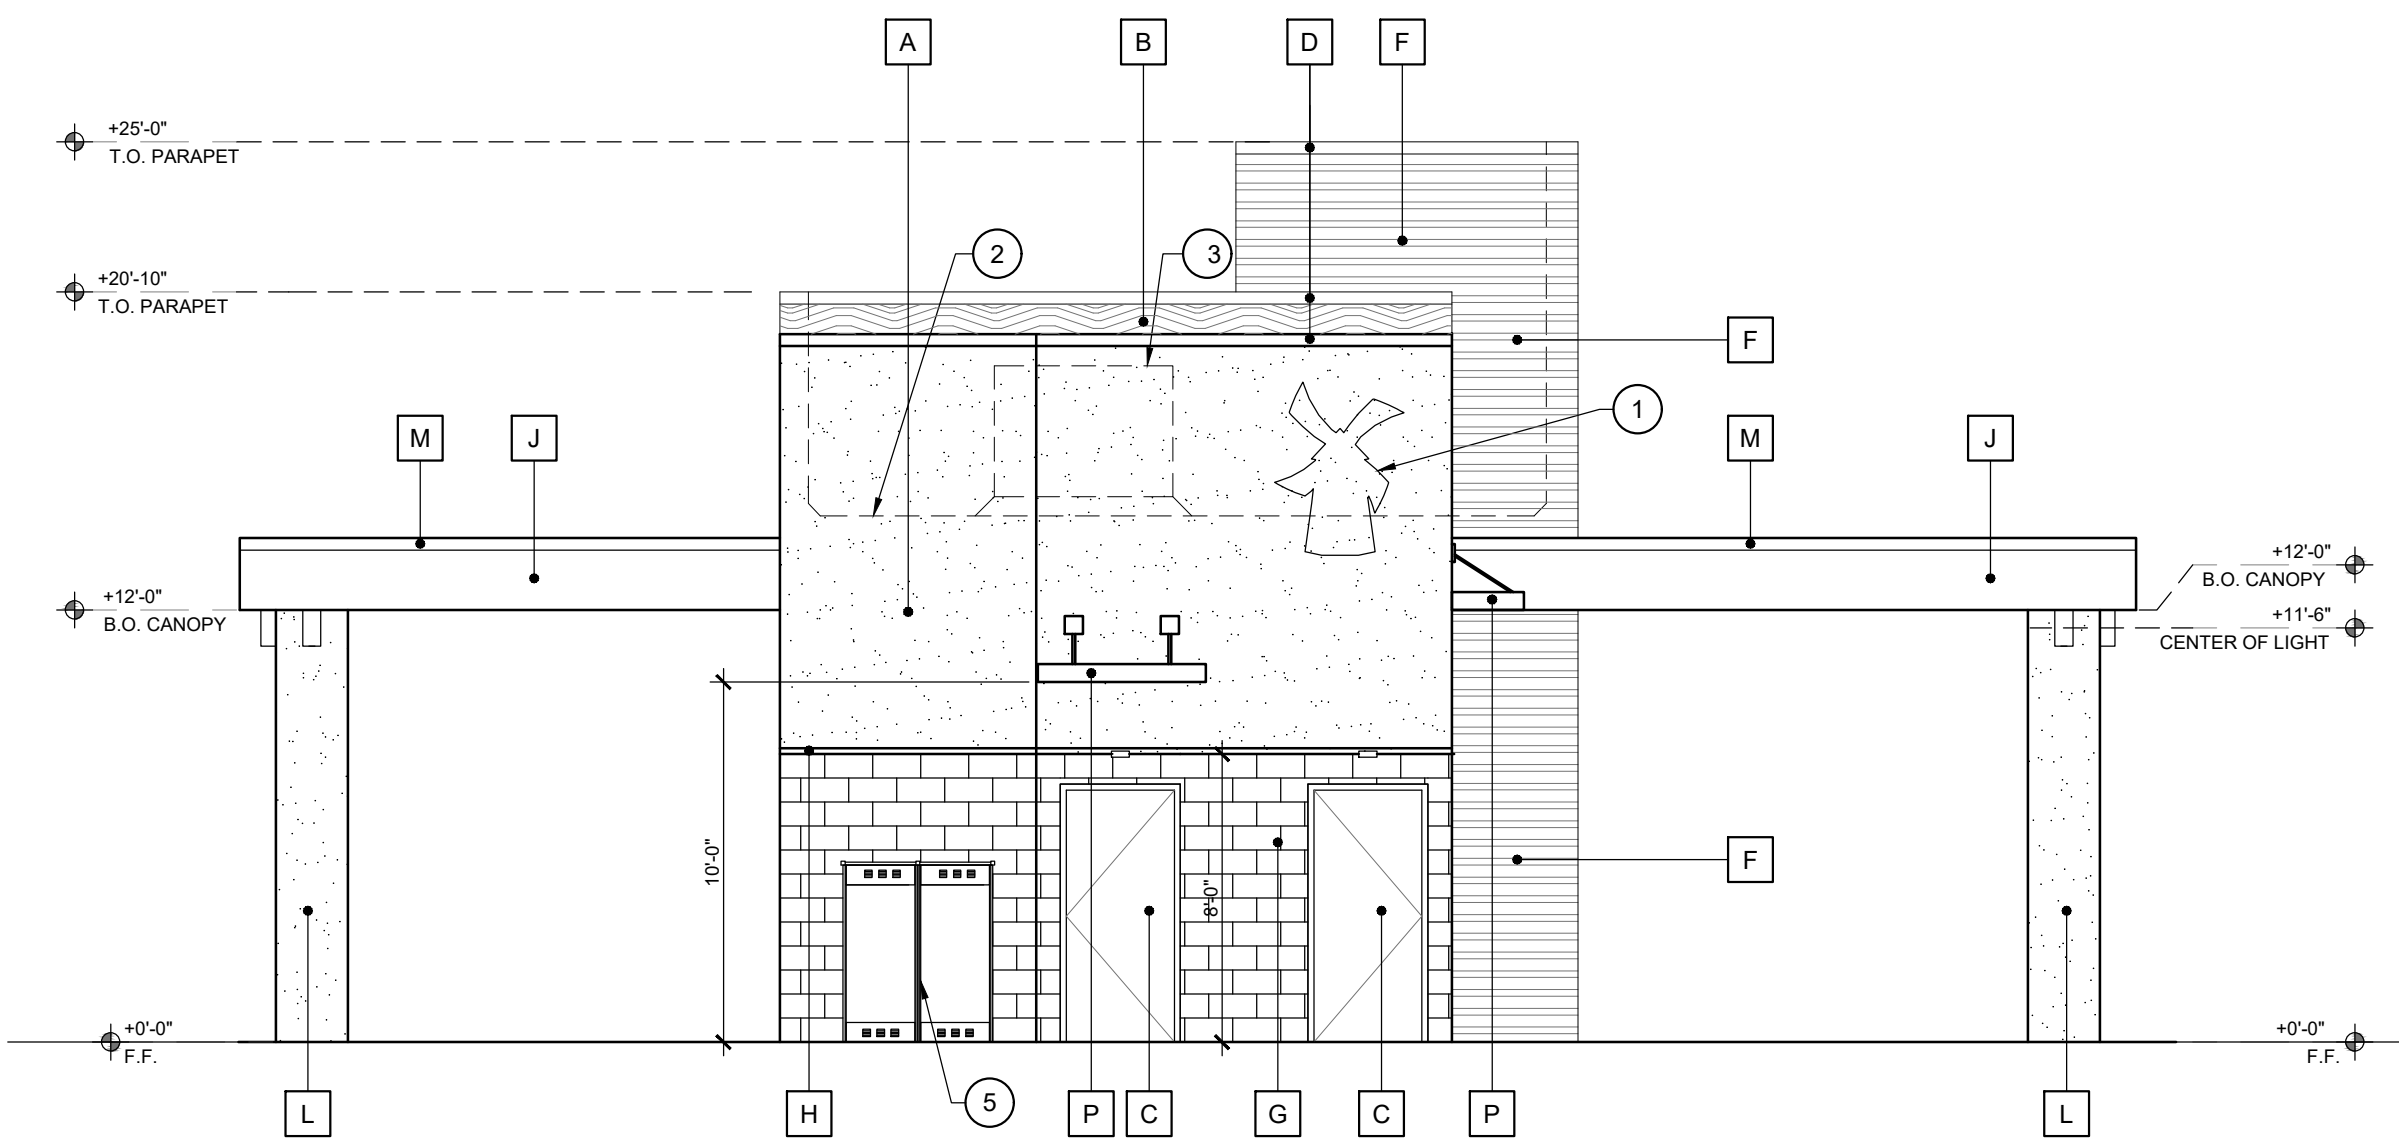 A
B
D
F
+25'-0"
T.O. PARAPET
2
3
+20'-10"
T.O. PARAPET
F
1
M
J
M
J
+12'-0"
B.O. CANOPY
+12'-0"
B.O. CANOPY
+11'-6"
CENTER OF LIGHT
10'-0"
8'-0"
F
+0'-0"
F.F.
+0'-0"
F.F.
L
H
5
P
C
G
C
P
L